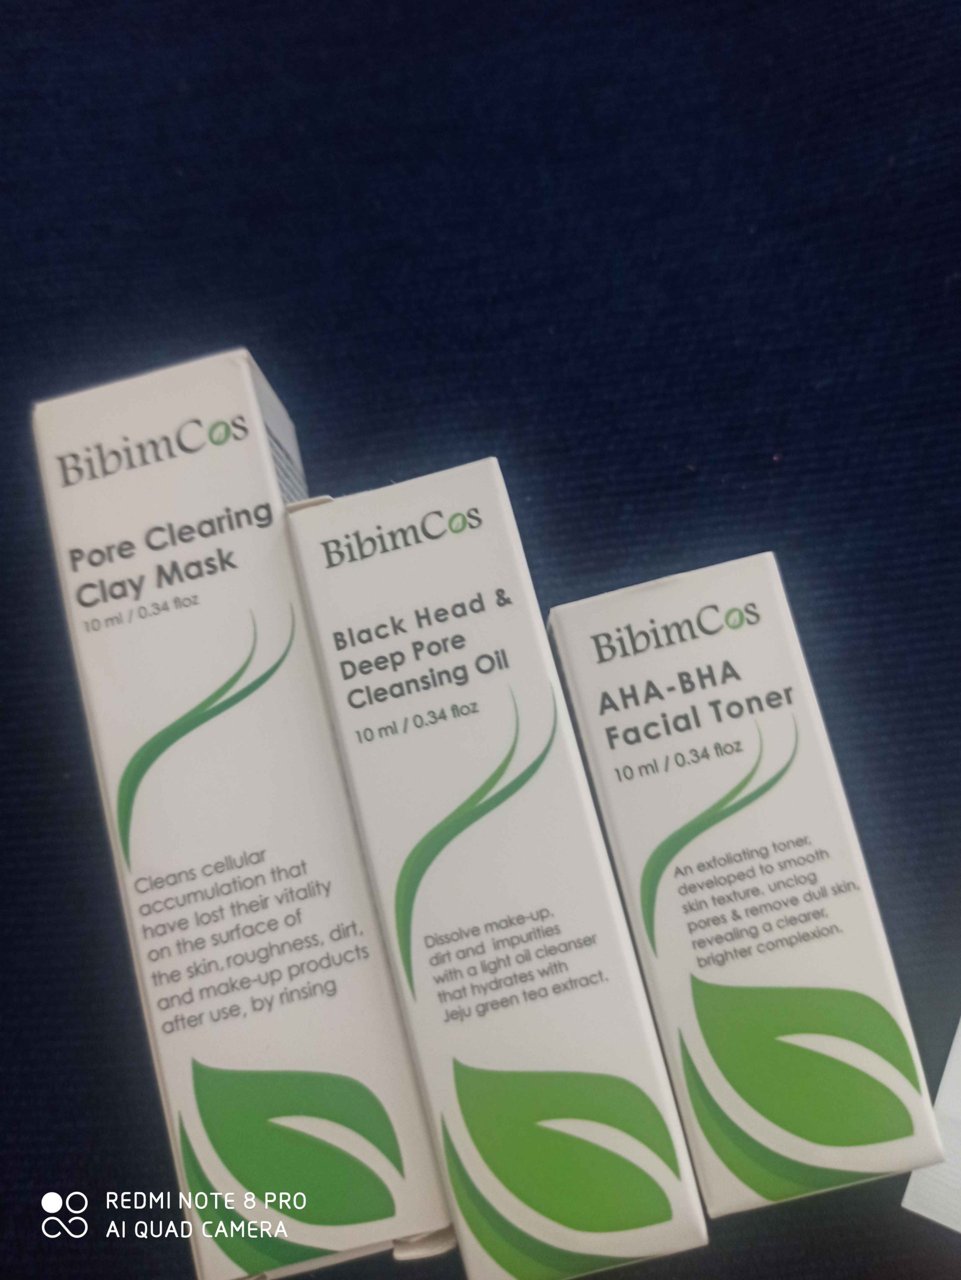 BibimCos
Pore Clearing
Clay Mask
10 ml / 0.34 floz
Cleans cellular
accumulation that
have lost their vitality
on the surface of
the skin, roughness, dirt,
and make-up products
after use, by rinsing
BibimCos
Black Head &
Deep Pore
Cleansing Oil
10 ml / 0.34 floz
Dissolve make-up,
dirt and impurities
with a light oil cleanser
that hydrates with
Jeju green tea extract.
BibimCos
AHA-BHA
Facial Toner
10 ml / 0.34 floz
An exfoliating toner,
developed to smooth
skin texture, unclog
pores & remove dull skin,
revealing a clearer,
brighter complexion.
REDMI NOTE 8 PRO
AI QUAD CAMERA